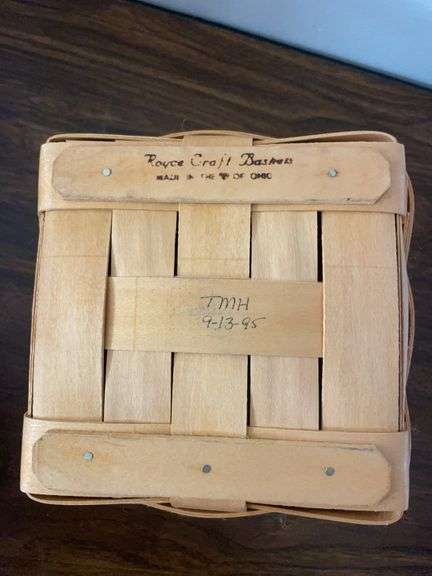 Royce Craft Baskets
MADE IN THE ♥ OF OHIO
TMH
9-13-95